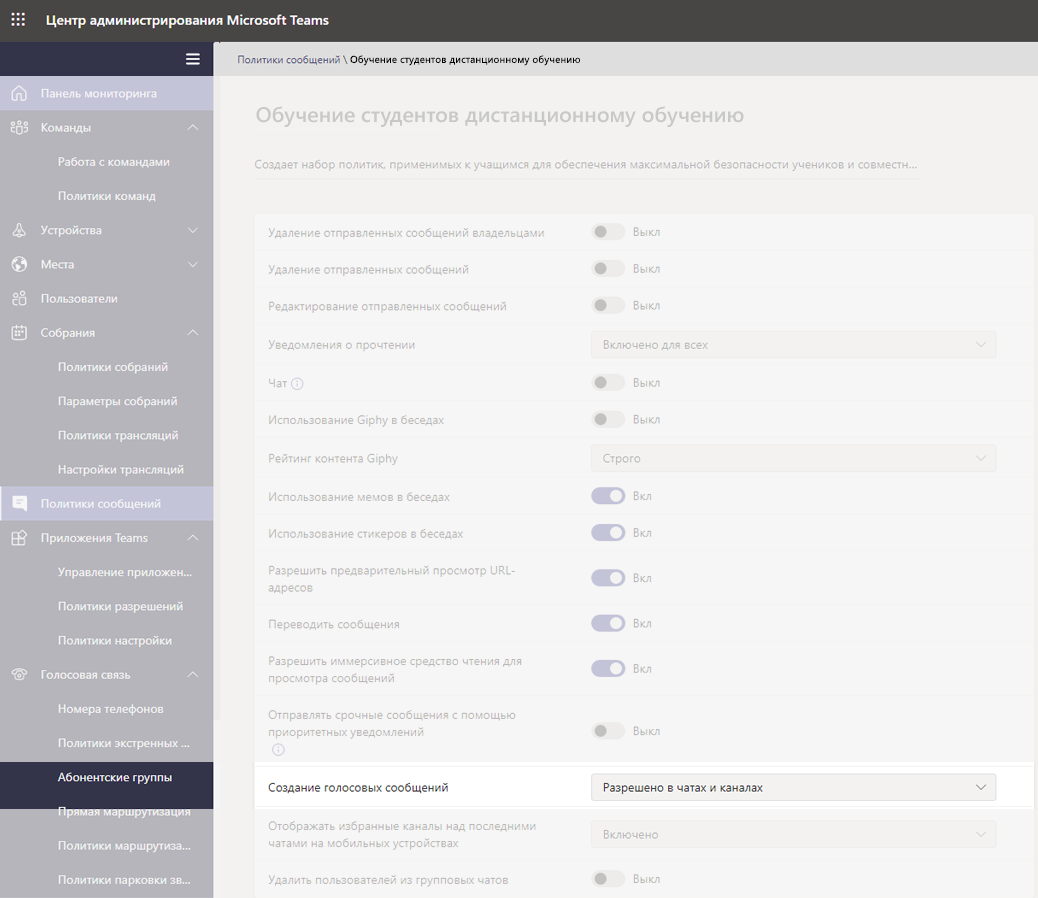 Центр администрирования Microsoft Teams
Политики сообщений \ Обучение студентов дистанционному обучению
Панель мониторинга
Команды
Работа с командами
Политики команд
Устройства
Места
Пользователи
Собрания
Политики собраний
Параметры собраний
Политики трансляций
Настройки трансляций
Политики сообщений
Приложения Teams
Управление приложен...
Политики разрешений
Политики настройки
Голосовая связь
Номера телефонов
Политики экстренных ...
Абонентские группы
Прямая маршрутизация
Политики маршрутиза...
Политики парковки зв...
Обучение студентов дистанционному обучению
Создает набор политик, применимых к учащимся для обеспечения максимальной безопасности учеников и совместн...
Удаление отправленных сообщений владельцами Выкл
Удаление отправленных сообщений Выкл
Редактирование отправленных сообщений Выкл
Уведомления о прочтении Включено для всех
Чат Выкл
Использование Giphy в беседах Выкл
Рейтинг контента Giphy Строго
Использование мемов в беседах Вкл
Использование стикеров в беседах Вкл
Разрешить предварительный просмотр URL-
адресов Вкл
Переводить сообщения Вкл
Разрешить иммерсивное средство чтения для
просмотра сообщений Вкл
Отправлять срочные сообщения с помощью
приоритетных уведомлений Выкл
Создание голосовых сообщений Разрешено в чатах и каналах
Отображать избранные каналы над последними
чатами на мобильных устройствах Включено
Удалить пользователей из групповых чатов Выкл